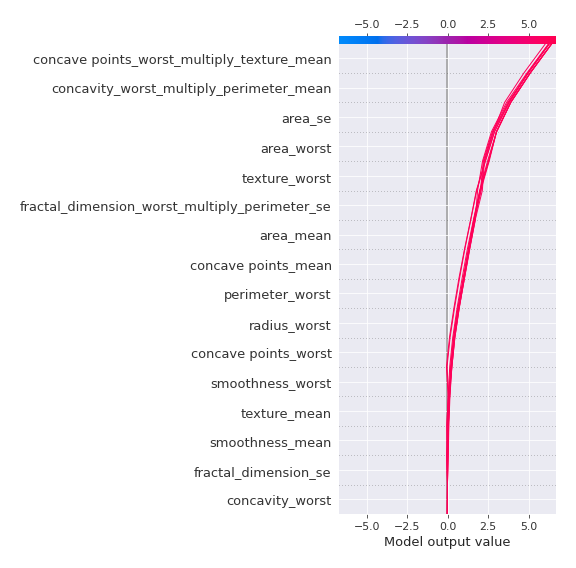 −5.0 −2.5 0.0 2.5 5.0
concave points_worst_multiply_texture_mean
concavity_worst_multiply_perimeter_mean
area_se
area_worst
texture_worst
fractal_dimension_worst_multiply_perimeter_se
area_mean
concave points_mean
perimeter_worst
radius_worst
concave points_worst
smoothness_worst
texture_mean
smoothness_mean
fractal_dimension_se
concavity_worst
−5.0 −2.5 0.0 2.5 5.0
Model output value